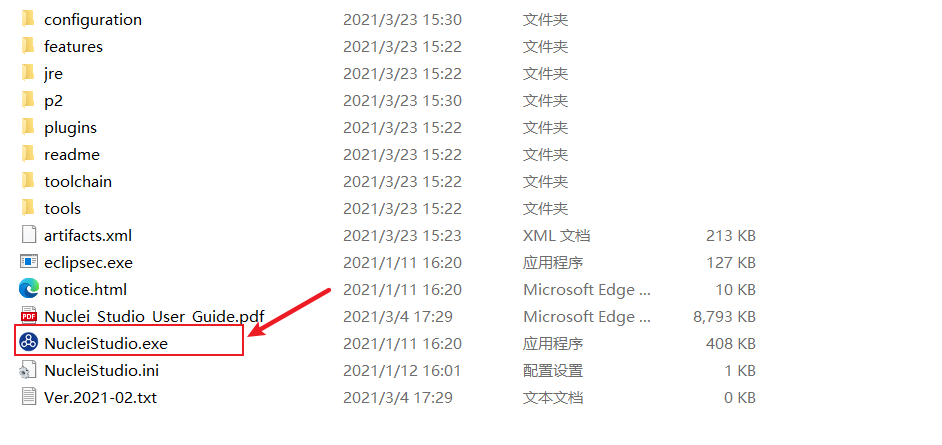 configuration 2021/3/23 15:30 文件夹
features 2021/3/23 15:22 文件夹
jre 2021/3/23 15:22 文件夹
p2 2021/3/23 15:30 文件夹
plugins 2021/3/23 15:22 文件夹
readme 2021/3/23 15:22 文件夹
toolchain 2021/3/23 15:22 文件夹
tools 2021/3/23 15:22 文件夹
artifacts.xml 2021/3/23 15:23 XML 文档 213 KB
eclipsec.exe 2021/1/11 16:20 应用程序 127 KB
notice.html 2021/1/11 16:20 Microsoft Edge ... 10 KB
PDF Nuclei_Studio_User_Guide.pdf 2021/3/4 17:29 Microsoft Edge ... 8,793 KB
NucleiStudio.exe 2021/1/11 16:20 应用程序 408 KB
NucleiStudio.ini 2021/1/12 16:01 配置设置 1 KB
Ver.2021-02.txt 2021/3/4 17:29 文本文档 0 KB